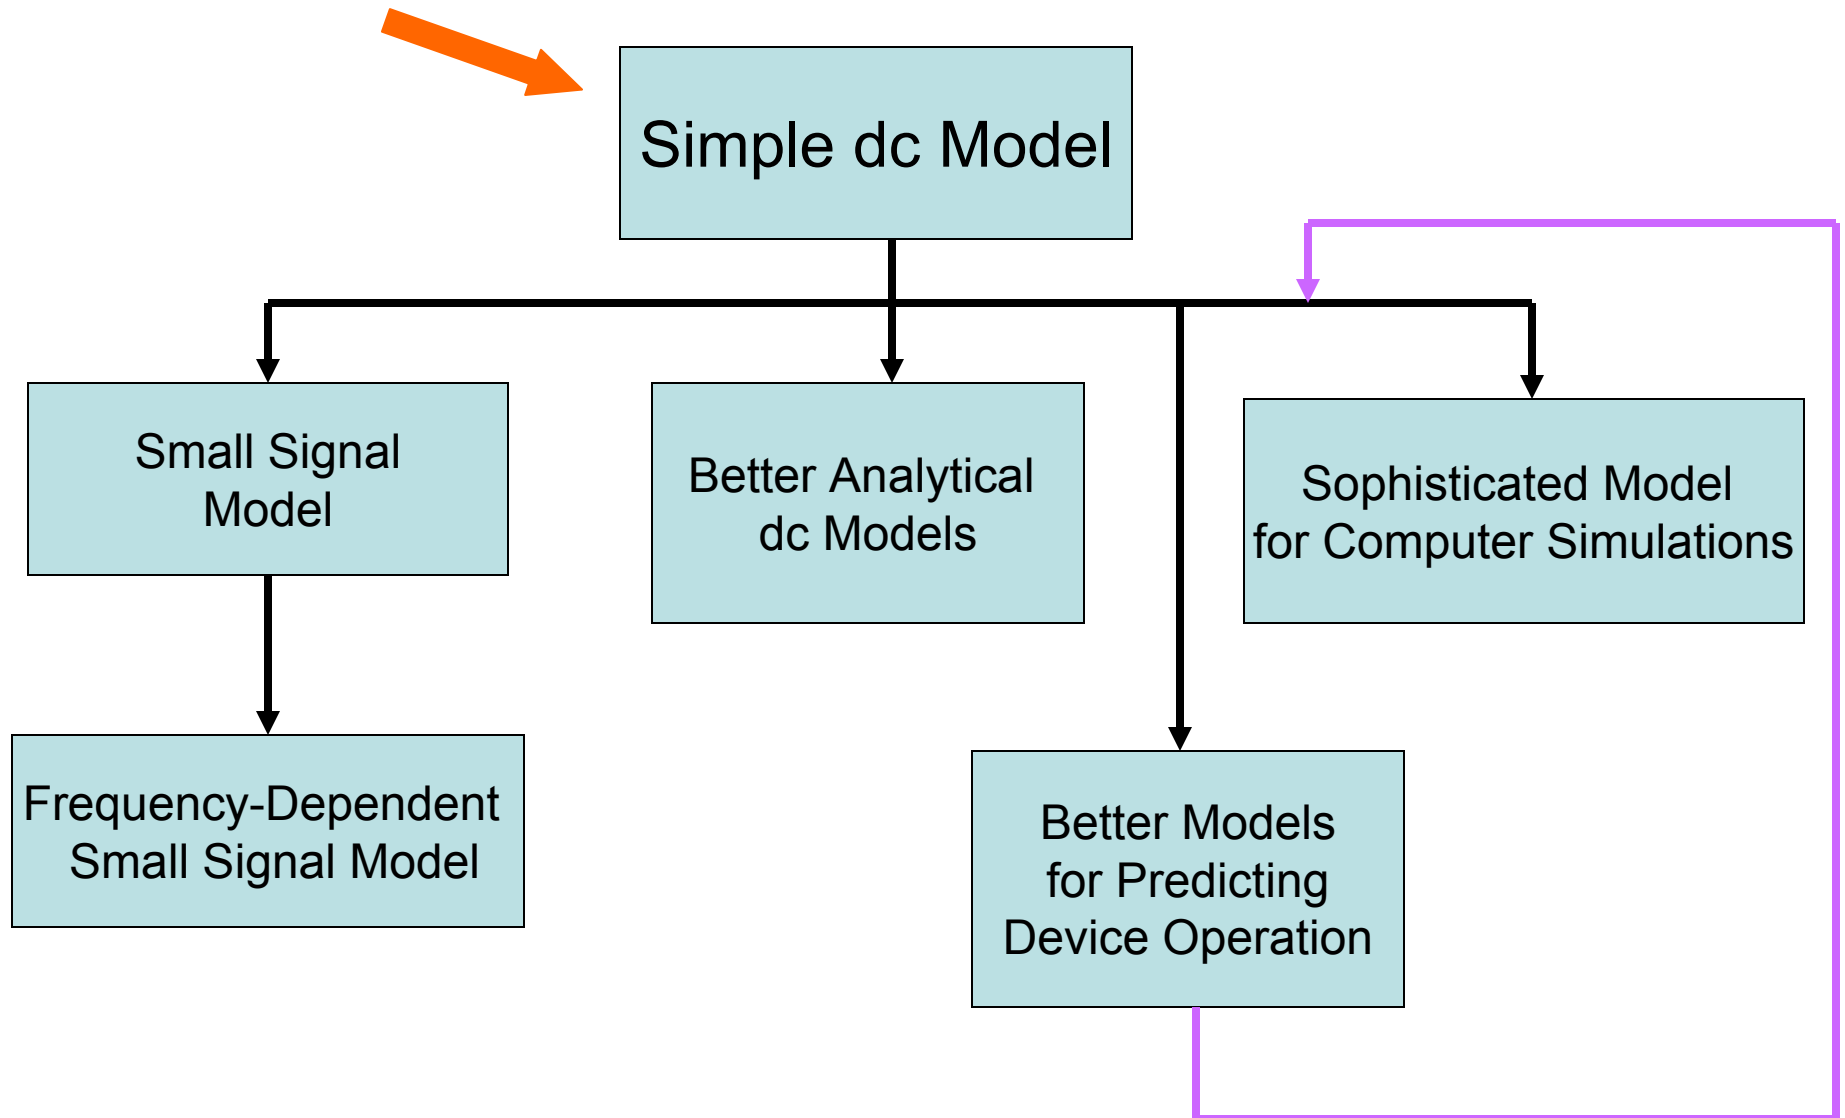 Simple dc Model
Small Signal
Model
Better Analytical
dc Models
Sophisticated Model
for Computer Simulations
Frequency-Dependent
Small Signal Model
Better Models
for Predicting
Device Operation